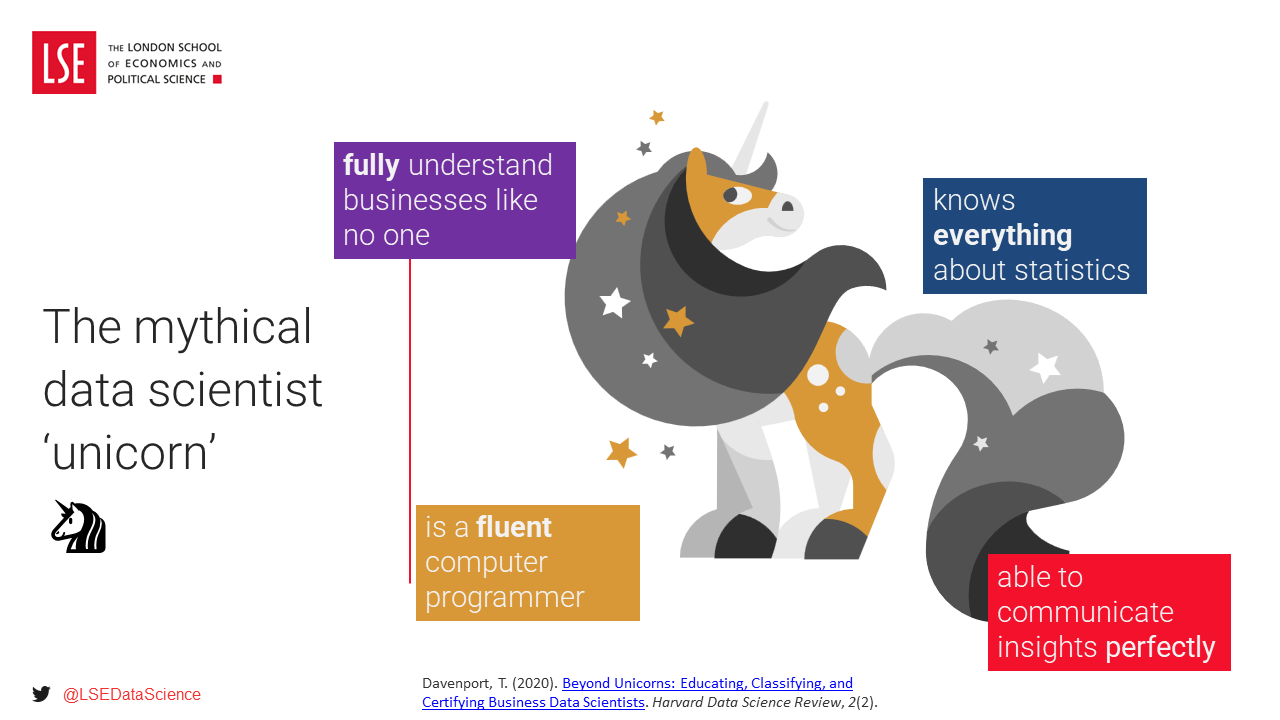 LSE
THE LONDON SCHOOL
OF ECONOMICS AND
POLITICAL SCIENCE
The mythical
data scientist
‘unicorn’
fully understand
businesses like
no one
knows
everything
about statistics
is a fluent
computer
programmer
able to
communicate
insights perfectly
@LSEDataScience
Davenport, T. (2020). Beyond Unicorns: Educating, Classifying, and
Certifying Business Data Scientists. Harvard Data Science Review, 2(2).